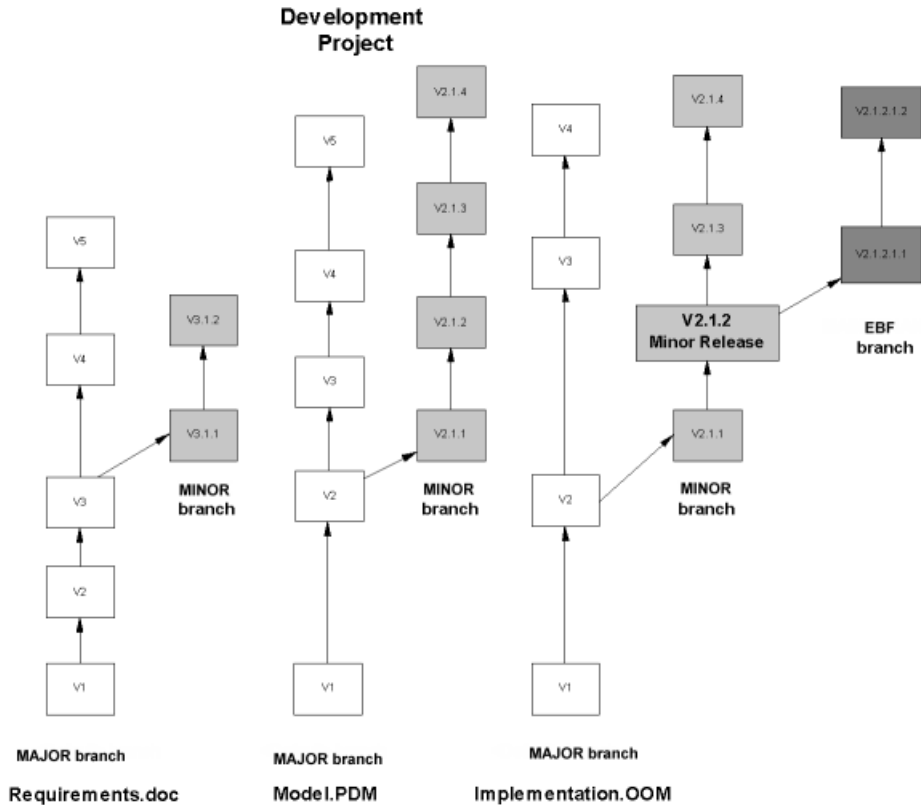 Development
Project
V5
V4
V3
V2
V1
V3.1.2
V3.1.1
MINOR
branch
MAJOR branch
Requirements.doc
V5
V4
V3
V2
V1
V2.1.4
V2.1.3
V2.1.2
V2.1.1
MINOR
branch
MAJOR branch
Model.PDM
V4
V3
V2
V1
V2.1.4
V2.1.3
V2.1.2
Minor Release
V2.1.1
MINOR
branch
V2.1.2.1.2
V2.1.2.1.1
EBF
branch
MAJOR branch
Implementation.OOM